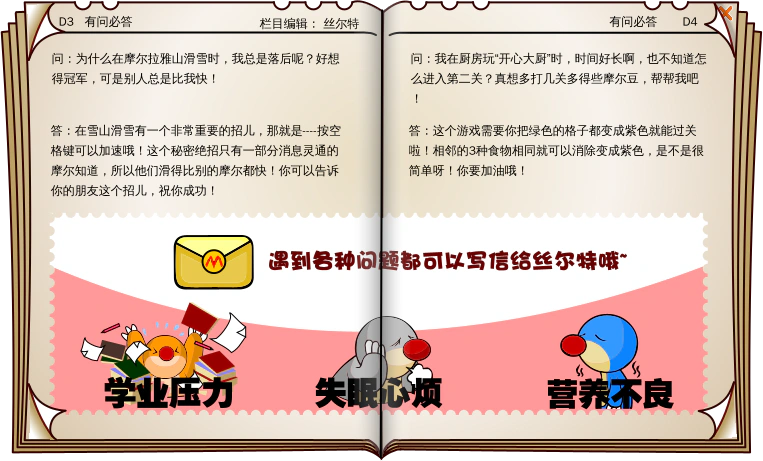 D3 有问必答
栏目编辑： 丝尔特
问：为什么在摩尔拉雅山滑雪时，我总是落后呢？好想
得冠军，可是别人总是比我快！
答：在雪山滑雪有一个非常重要的招儿，那就是----按空
格键可以加速哦！这个秘密绝招只有一部分消息灵通的
摩尔知道，所以他们滑得比别的摩尔都快！你可以告诉
你的朋友这个招儿，祝你成功！
有问必答 D4
问：我在厨房玩“开心大厨”时，时间好长啊，也不知道怎
么进入第二关？真想多打几关多得些摩尔豆，帮帮我吧
！
答：这个游戏需要你把绿色的格子都变成紫色就能过关
啦！相邻的3种食物相同就可以消除变成紫色，是不是很
简单呀！你要加油哦！
遇到各种问题都可以写信给丝尔特哦~
学业压力
失眠心烦
营养不良